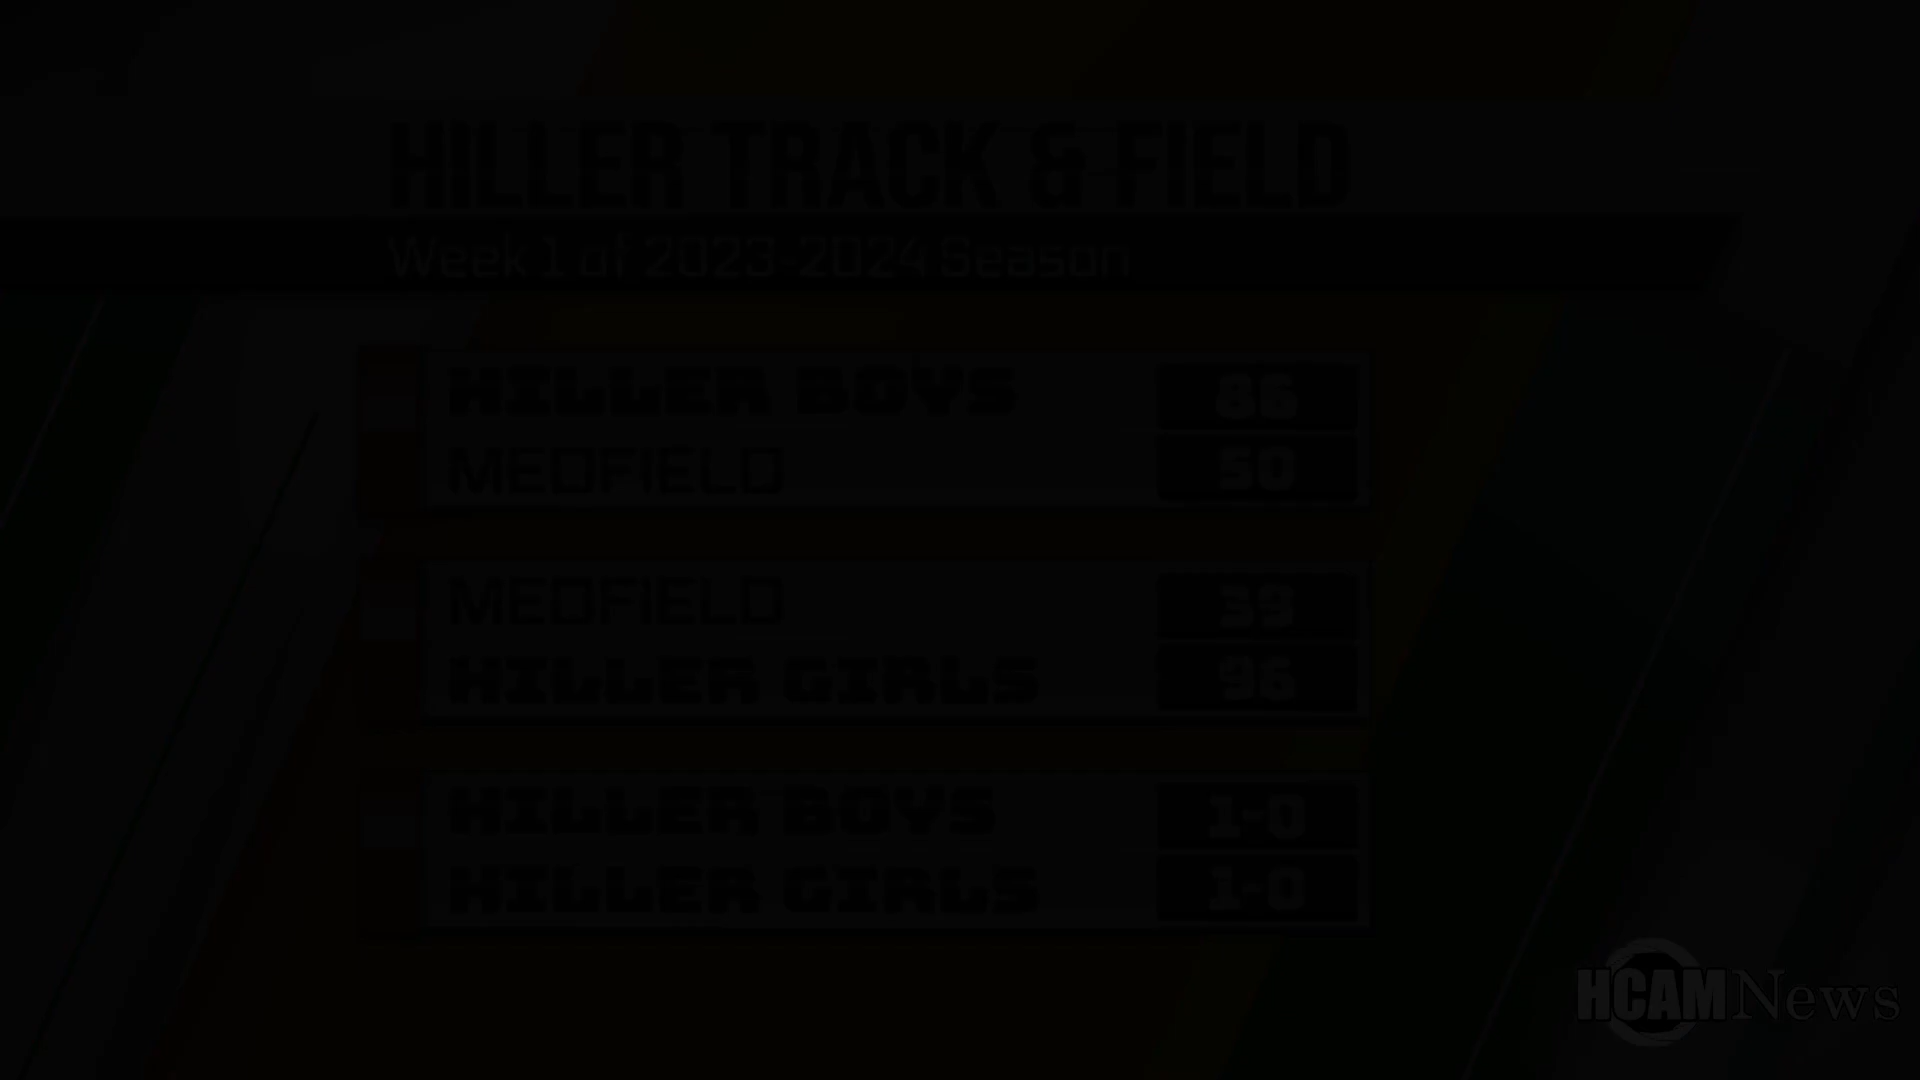 HILLER TRACK & FIELD
Week 1 of 2023-2024 Season
HILLER BOYS 86
MEDFIELD 50
MEDFIELD 39
HILLER GIRLS 96
HILLER BOYS 1-0
HILLER GIRLS 1-0
HCAM News